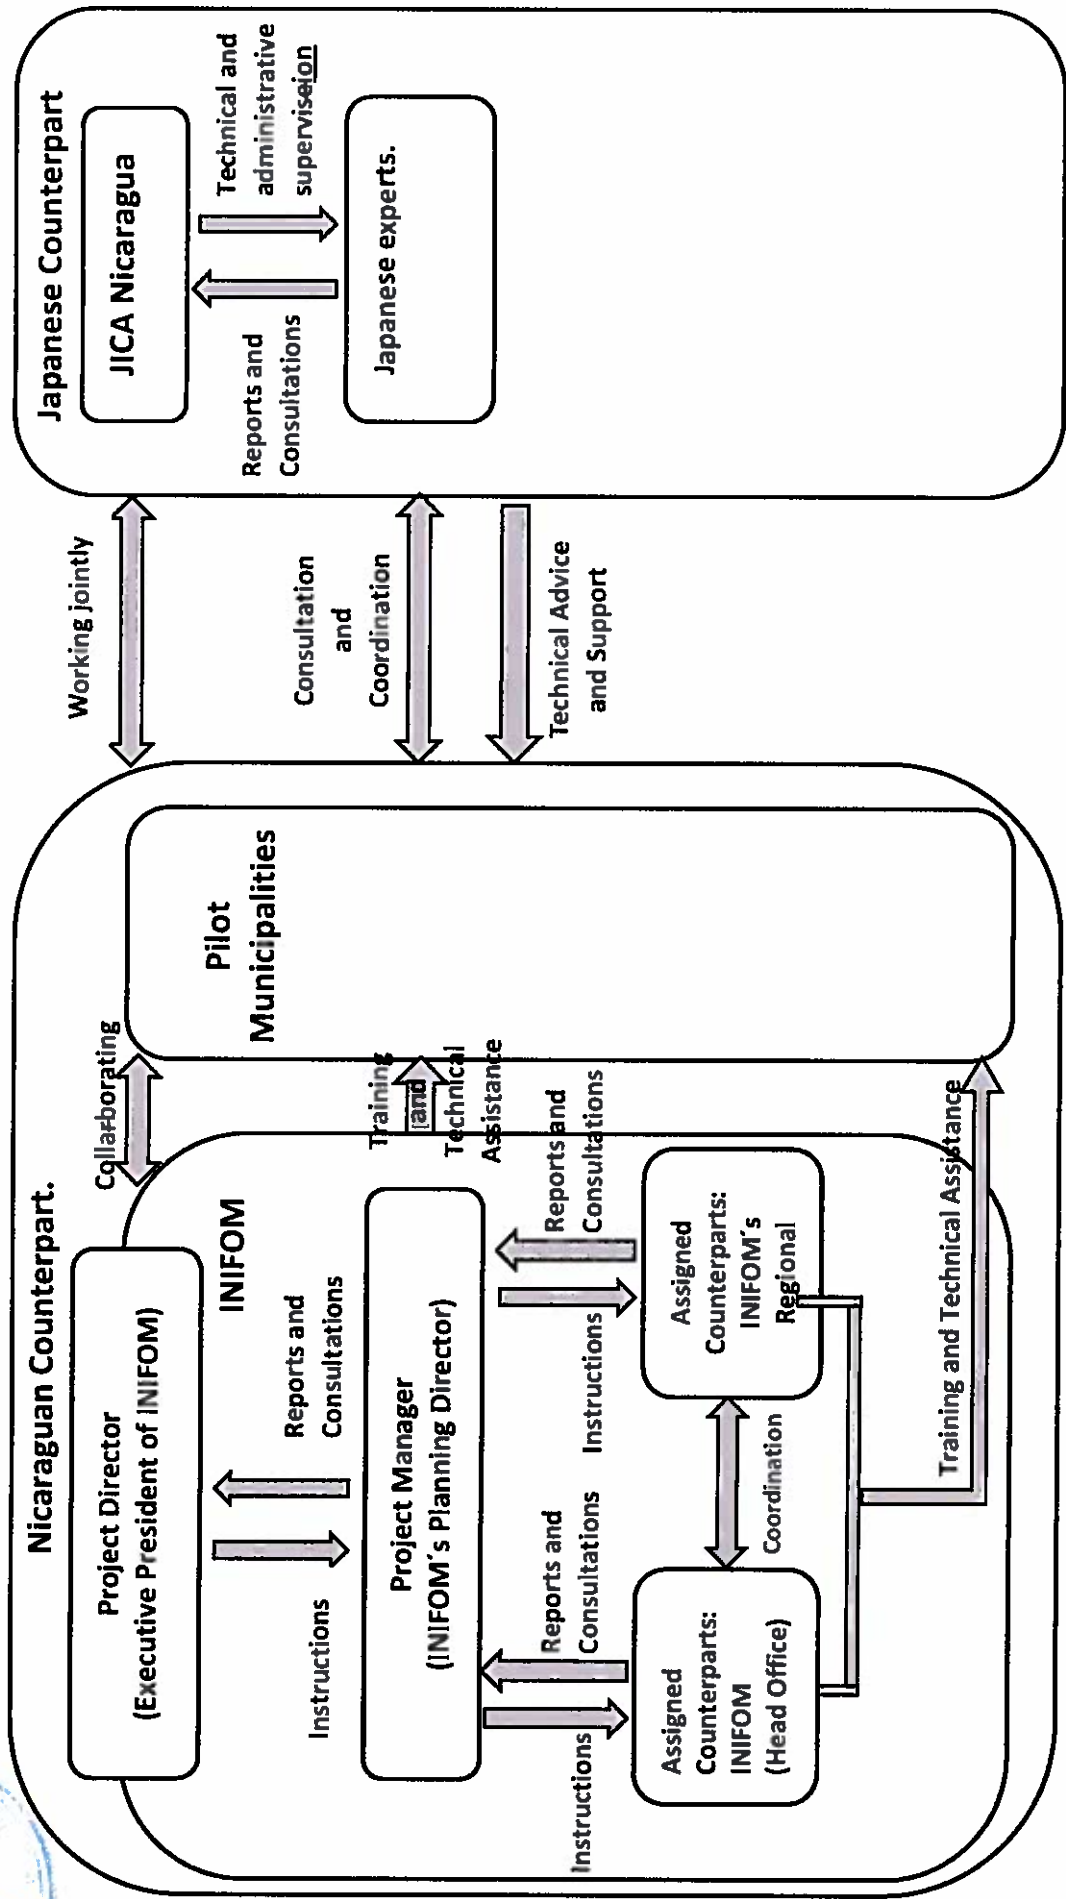 Nicaraguan Counterpart.
Project Director
(Executive President of INIFOM)
Instructions
Reports and
Consultations
INIFOM
Project Manager
(INIFOM´s Planning Director)
Instructions
Reports and
Consultations
Instructions
Reports and
Consultations
Assigned
Counterparts:
INIFOM
(Head Office)
Coordination
Assigned
Counterparts:
INIFOM´s
Regional
Training and Technical Assistance
Collaborating
Training
and
Technical
Assistance
Pilot
Municipalities
Working jointly
Consultation
and
Coordination
Technical Advice
and Support
Japanese Counterpart
JICA Nicaragua
Reports and
Consultations
Technical and
administrative
superviseion
Japanese experts.